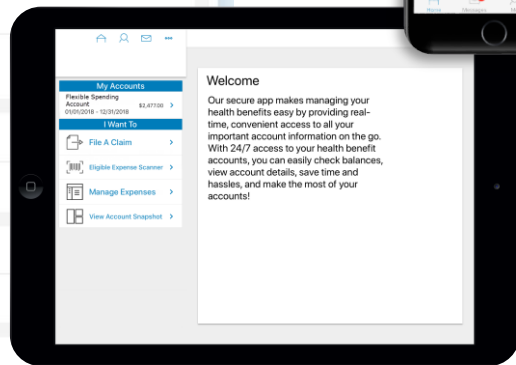 Home Messages
My Accounts
Flexible Spending
Account $2,477.00
01/01/2018 - 12/31/2018
I Want To
File A Claim
Eligible Expense Scanner
Manage Expenses
View Account Snapshot
Welcome
Our secure app makes managing your
health benefits easy by providing real-
time, convenient access to all your
important account information on the go.
With 24/7 access to your health benefit
accounts, you can easily check balances,
view account details, save time and
hassles, and make the most of your
accounts!